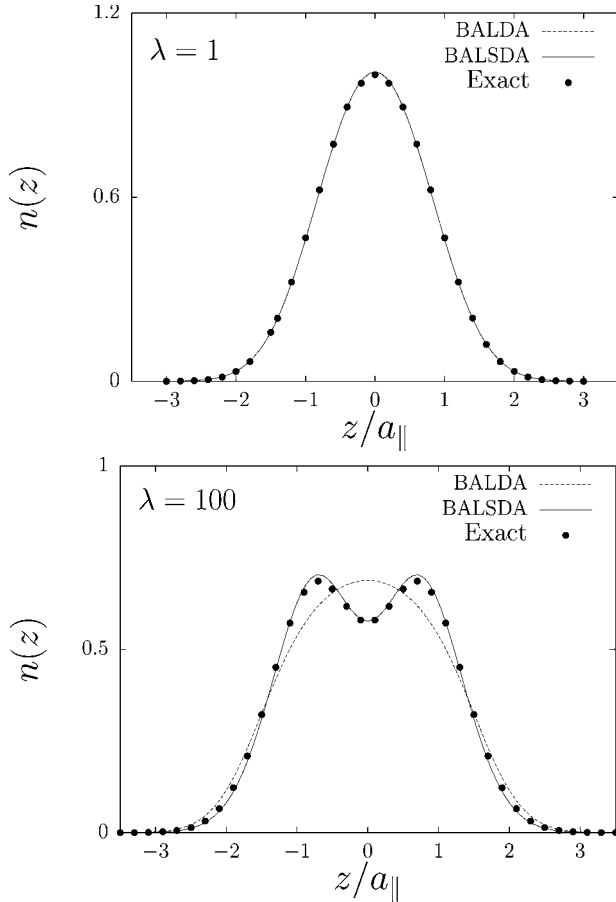 1.2
λ = 1
BALDA
BALSDA
Exact
n(z)
0.6
0
−3 −2 −1 0 1 2 3
z/a∥
1
λ = 100
BALDA
BALSDA
Exact
n(z)
0.5
0
−3 −2 −1 0 1 2 3
z/a∥